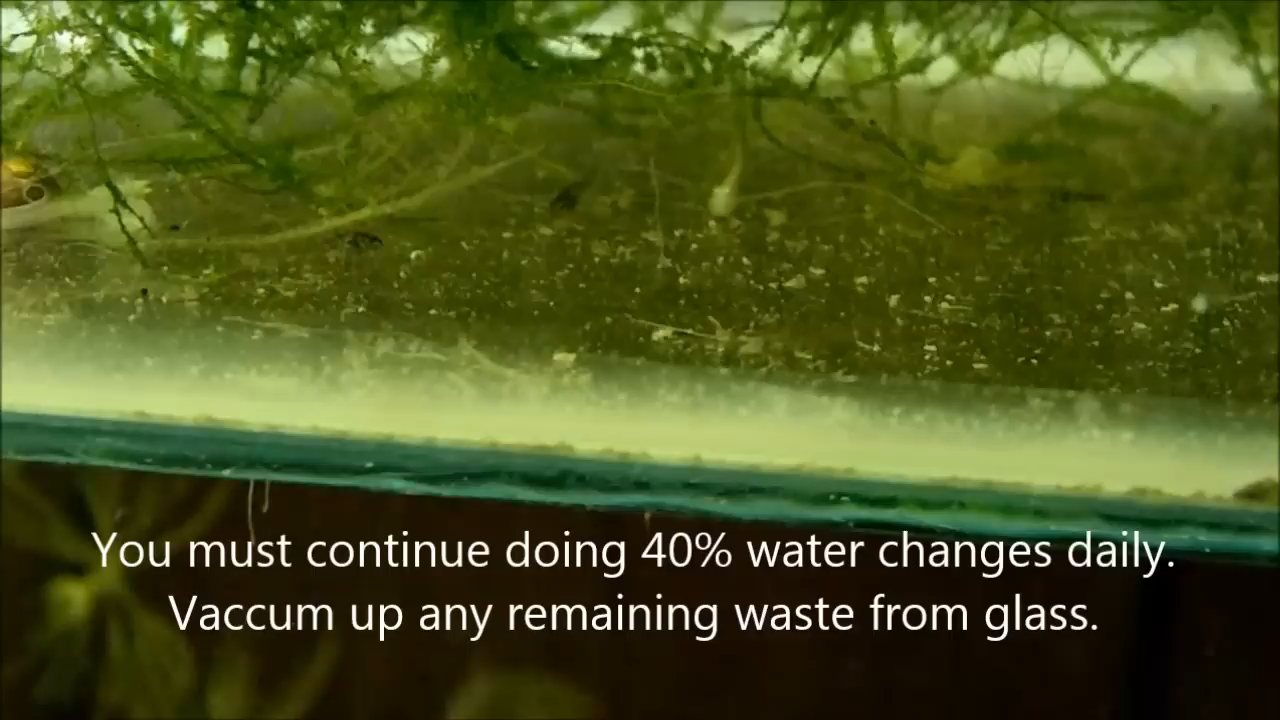 You must continue doing 40% water changes daily.
Vaccum up any remaining waste from glass.